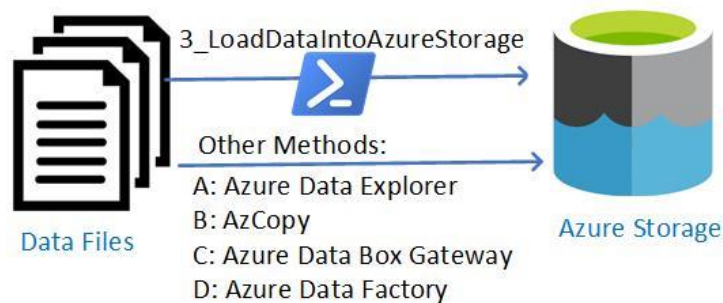 3_LoadDataIntoAzureStorage
Other Methods:
A: Azure Data Explorer
B: AzCopy
C: Azure Data Box Gateway
D: Azure Data Factory
Data Files
Azure Storage